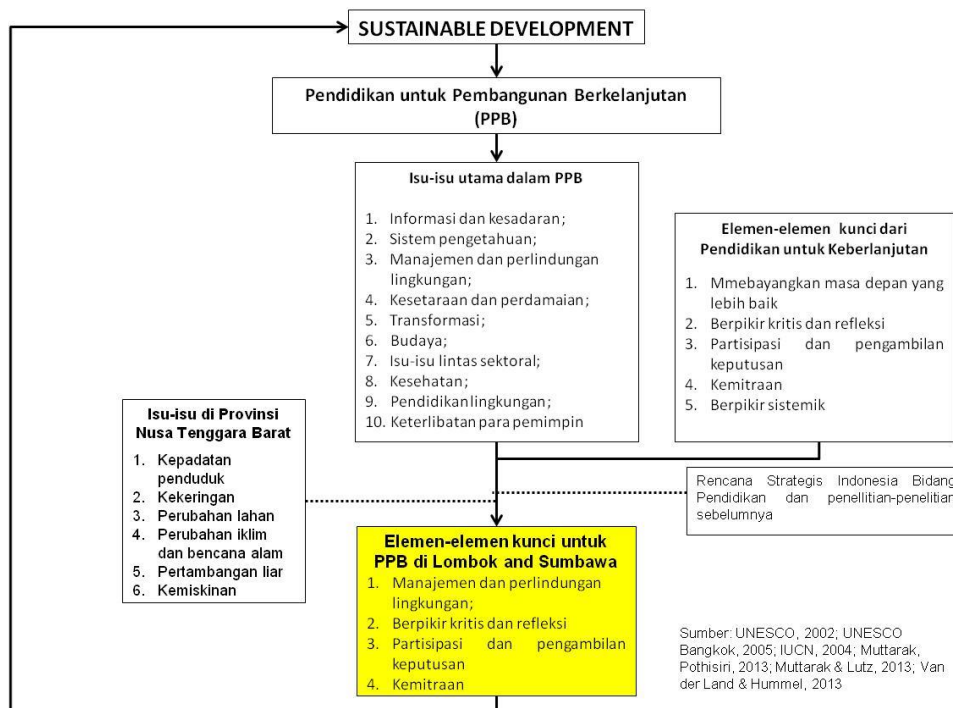 SUSTAINABLE DEVELOPMENT
Pendidikan untuk Pembangunan Berkelanjutan
(PPB)
Isu-isu utama dalam PPB
1. Informasi dan kesadaran;
2. Sistem pengetahuan;
3. Manajemen dan perlindungan
lingkungan;
4. Kesetaraan dan perdamaian;
5. Transformasi;
6. Budaya;
7. Isu-isu lintas sektoral;
8. Kesehatan;
9. Pendidikan lingkungan;
10. Keterlibatan para pemimpin
Elemen-elemen kunci dari
Pendidikan untuk Keberlanjutan
1. Mmebayangkan masa depan yang
lebih baik
2. Berpikir kritis dan refleksi
3. Partisipasi dan pengambilan
keputusan
4. Kemitraan
5. Berpikir sistemik
Isu-isu di Provinsi
Nusa Tenggara Barat
1. Kepadatan
penduduk
2. Kekeringan
3. Perubahan lahan
4. Perubahan iklim
dan bencana alam
5. Pertambangan liar
6. Kemiskinan
Rencana Strategis Indonesia Bidang
Pendidikan dan penellitian-penelitian
sebelumnya
Elemen-elemen kunci untuk
PPB di Lombok and Sumbawa
1. Manajemen dan perlindungan
lingkungan;
2. Berpikir kritis dan refleksi
3. Partisipasi dan pengambilan
keputusan
4. Kemitraan
Sumber: UNESCO, 2002; UNESCO
Bangkok, 2005; IUCN, 2004; Muttarak,
Pothisiri, 2013; Muttarak & Lutz, 2013; Van
der Land & Hummel, 2013